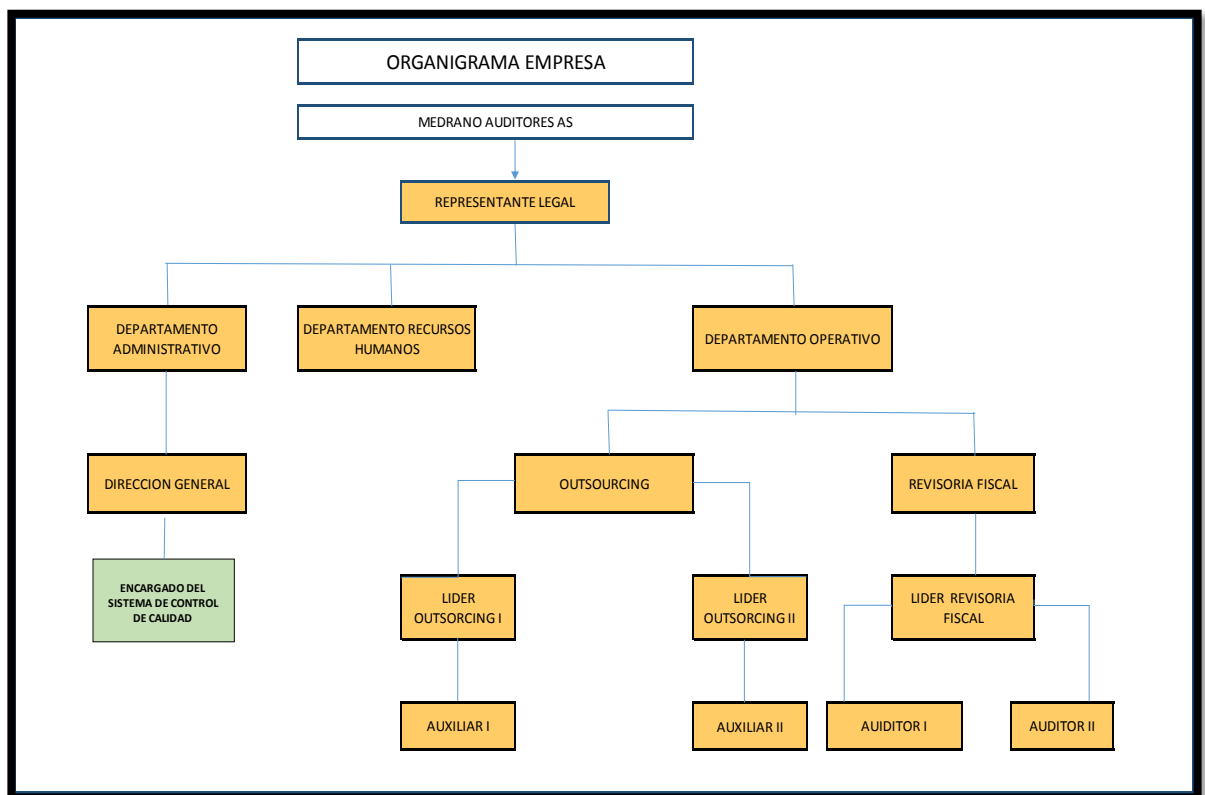 ORGANIGRAMA EMPRESA
MEDRANO AUDITORES AS
REPRESENTANTE LEGAL
DEPARTAMENTO
ADMINISTRATIVO
DEPARTAMENTO RECURSOS
HUMANOS
DEPARTAMENTO OPERATIVO
DIRECCION GENERAL
OUTSOURCING
REVISORIA FISCAL
ENCARGADO DEL
SISTEMA DE CONTROL
DE CALIDAD
LIDER
OUTSORCING I
LIDER
OUTSORCING II
LIDER REVISORIA
FISCAL
AUXILIAR I
AUXILIAR II
AUIDITOR I
AUDITOR II